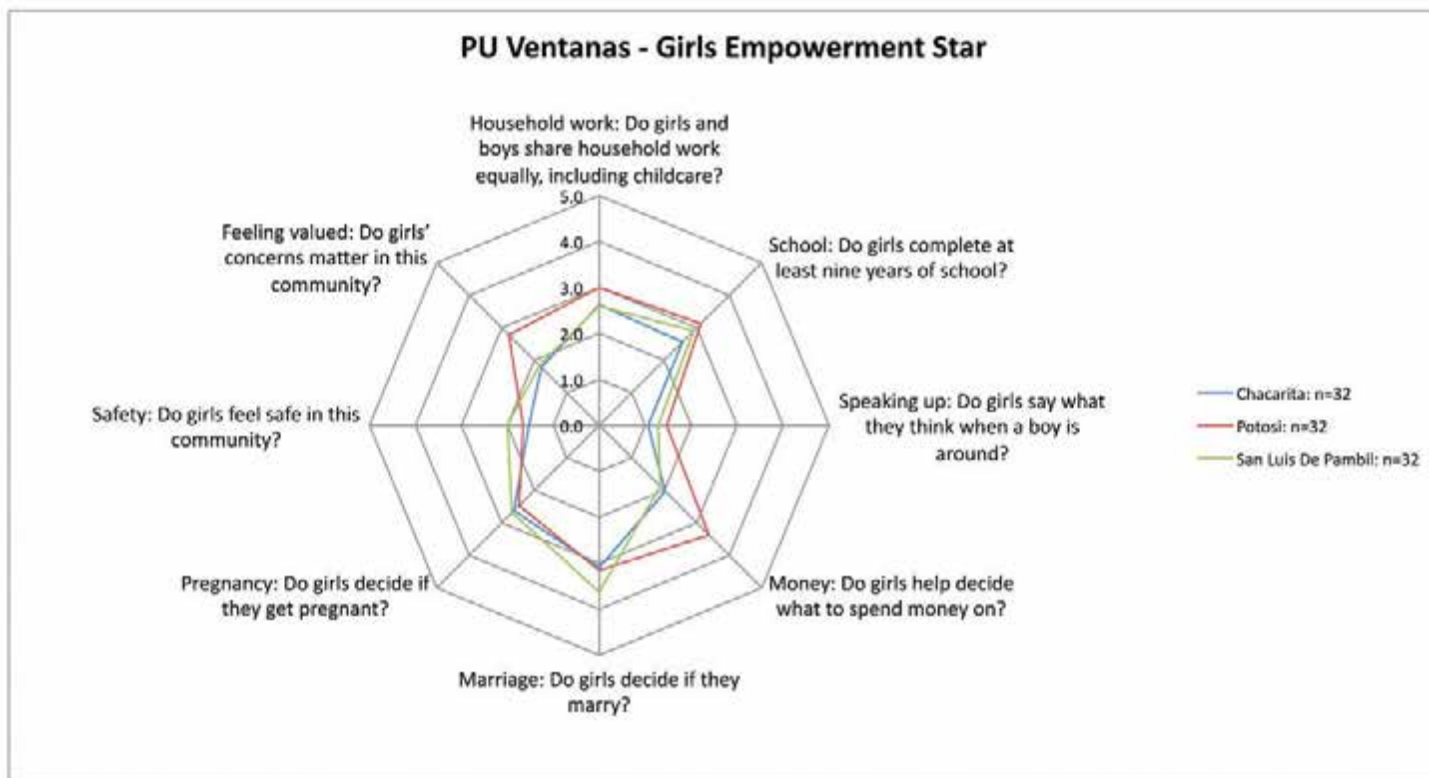 PU Ventanas - Girls Empowerment Star
Household work: Do girls and
boys share household work
equally, including childcare?
School: Do girls complete at
least nine years of school?
Speaking up: Do girls say what
they think when a boy is
around?
Money: Do girls help decide
what to spend money on?
Marriage: Do girls decide if they
marry?
Pregnancy: Do girls decide if
they get pregnant?
Safety: Do girls feel safe in this
community?
Feeling valued: Do girls’
concerns matter in this
community?
5.0
4.0
3.0
2.0
1.0
0.0
Chacarita: n=32
Potosi: n=32
San Luis De Pambil: n=32